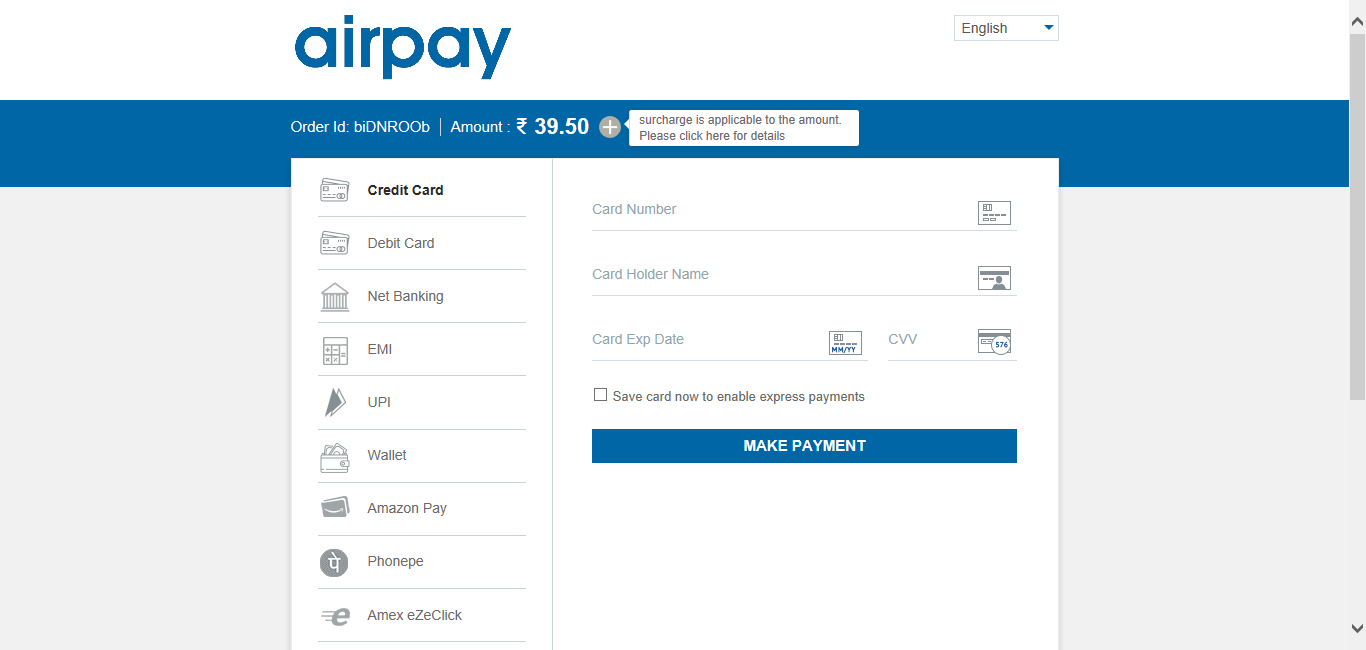 airpay
English
Order Id: biDNROOb
Amount : ₹ 39.50
surcharge is applicable to the amount.
Please click here for details
Credit Card
Debit Card
Net Banking
EMI
UPI
Wallet
Amazon Pay
Phonepe
Amex eZeClick
Card Number
Card Holder Name
Card Exp Date
MM/YY
CVV
576
Save card now to enable express payments
MAKE PAYMENT